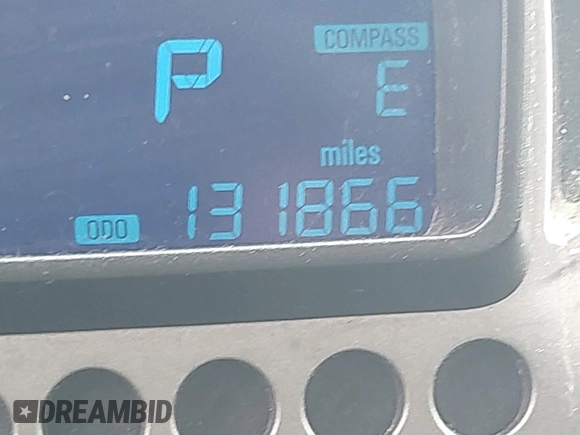 COMPASS
P E
miles
ODO 131866
DREAMBID